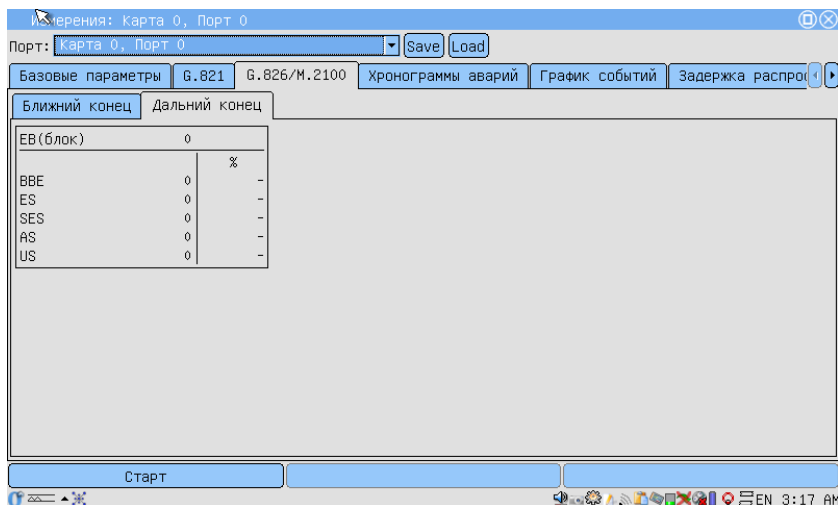 Измерения: Карта 0, Порт 0
Порт: Карта 0, Порт 0 Save Load
Базовые параметры G.821 G.826/M.2100 Хронограммы аварий График событий Задержка распро
Ближний конец Дальний конец
EB(блок) 0
%
BBE 0 -
ES 0 -
SES 0 -
AS 0 -
US 0 -
Старт
EN 3:17 AM